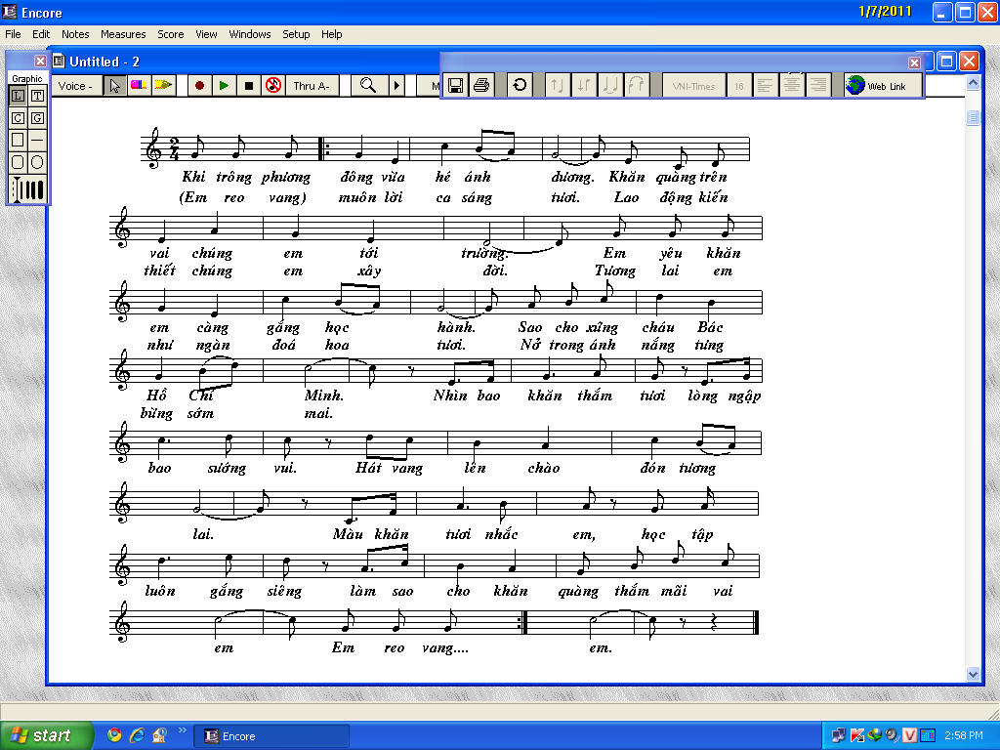 Encore
1/7/2011
File Edit Notes Measures Score View Windows Setup Help
Graphic
Untitled - 2
Voice - Thru A- M VNI-Times 16 Web Link
L T
C G
2
4
Khi trông phương đông vừa hé ánh dương. Khăn quàng trên
(Em reo vang) muôn lời ca sáng tươi. Lao động kiến
vai chúng em tới trường. Em yêu khăn
thiết chúng em xây đời. Tương lai em
em càng gắng học hành. Sao cho xứng cháu Bác
như ngàn đoá hoa tươi. Nở trong ánh nắng tưng
Hồ Chí Minh. Nhìn bao khăn thắm tươi lòng ngập
bừng sớm mai.
bao sướng vui. Hát vang lên chào đón tương
lai. Màu khăn tươi nhắc em, học tập
luôn gắng siêng làm sao cho khăn quàng thắm mãi vai
em Em reo vang.... em.
start Encore 2:58 PM